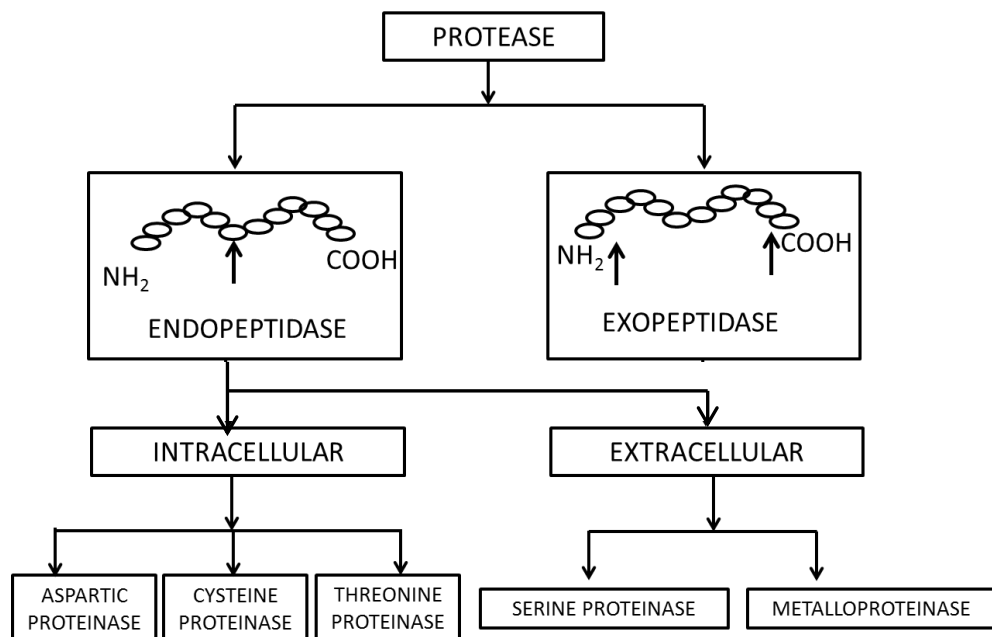 PROTEASE
NH₂
COOH
ENDOPEPTIDASE
NH₂
COOH
EXOPEPTIDASE
INTRACELLULAR
EXTRACELLULAR
ASPARTIC
PROTEINASE
CYSTEINE
PROTEINASE
THREONINE
PROTEINASE
SERINE PROTEINASE
METALLOPROTEINASE